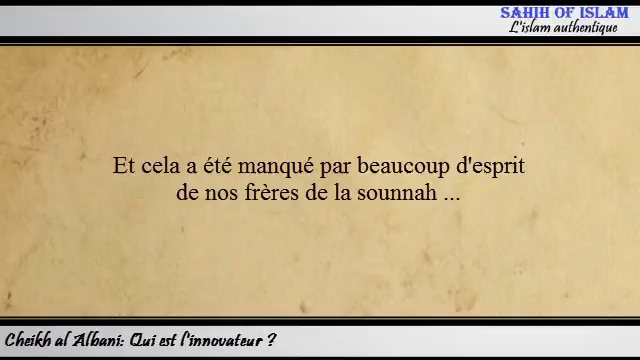 SAHIH OF ISLAM
L'islam authentique
Et cela a été manqué par beaucoup d'esprit
de nos frères de la sounnah ...
Cheikh al Albani: Qui est l'innovateur ?